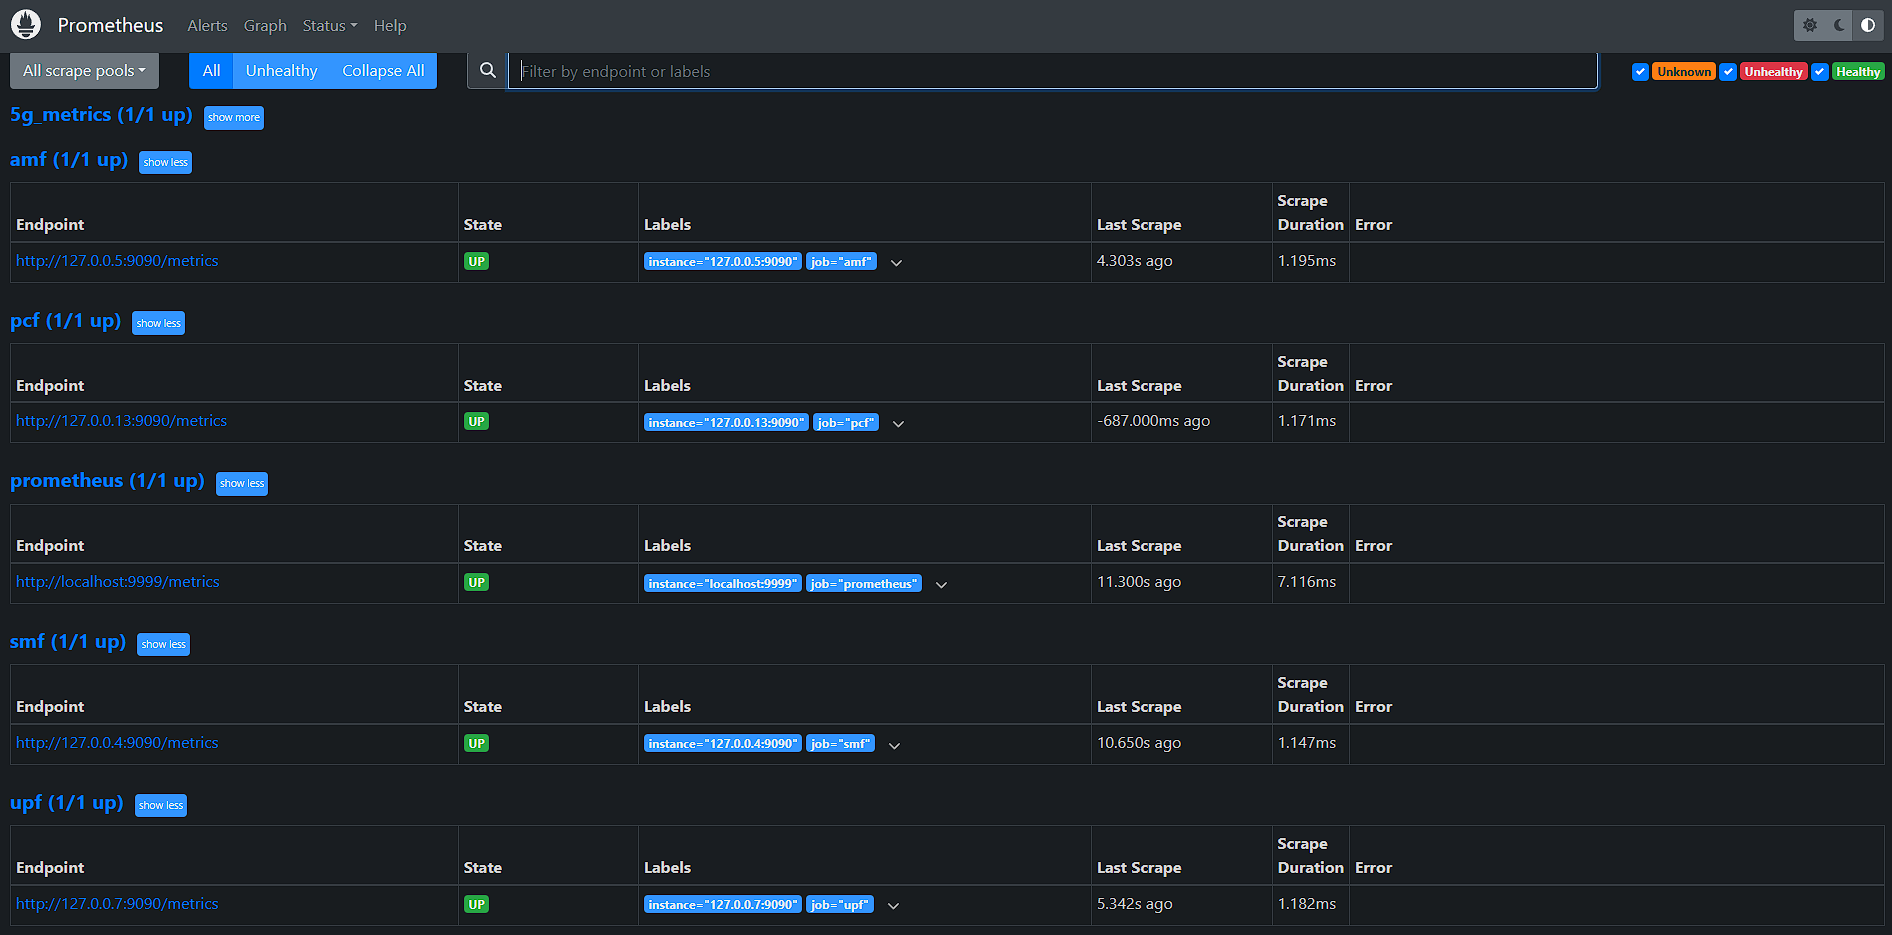 Prometheus Alerts Graph Status Help
All scrape pools All Unhealthy Collapse All Filter by endpoint or labels Unknown Unhealthy Healthy
5g_metrics (1/1 up) show more
amf (1/1 up) show less
Endpoint State Labels Last Scrape Scrape Duration Error
http://127.0.0.5:9090/metrics UP instance="127.0.0.5:9090" job="amf" 4.303s ago 1.195ms
pcf (1/1 up) show less
Endpoint State Labels Last Scrape Scrape Duration Error
http://127.0.0.13:9090/metrics UP instance="127.0.0.13:9090" job="pcf" -687.000ms ago 1.171ms
prometheus (1/1 up) show less
Endpoint State Labels Last Scrape Scrape Duration Error
http://localhost:9999/metrics UP instance="localhost:9999" job="prometheus" 11.300s ago 7.116ms
smf (1/1 up) show less
Endpoint State Labels Last Scrape Scrape Duration Error
http://127.0.0.4:9090/metrics UP instance="127.0.0.4:9090" job="smf" 10.650s ago 1.147ms
upf (1/1 up) show less
Endpoint State Labels Last Scrape Scrape Duration Error
http://127.0.0.7:9090/metrics UP instance="127.0.0.7:9090" job="upf" 5.342s ago 1.182ms